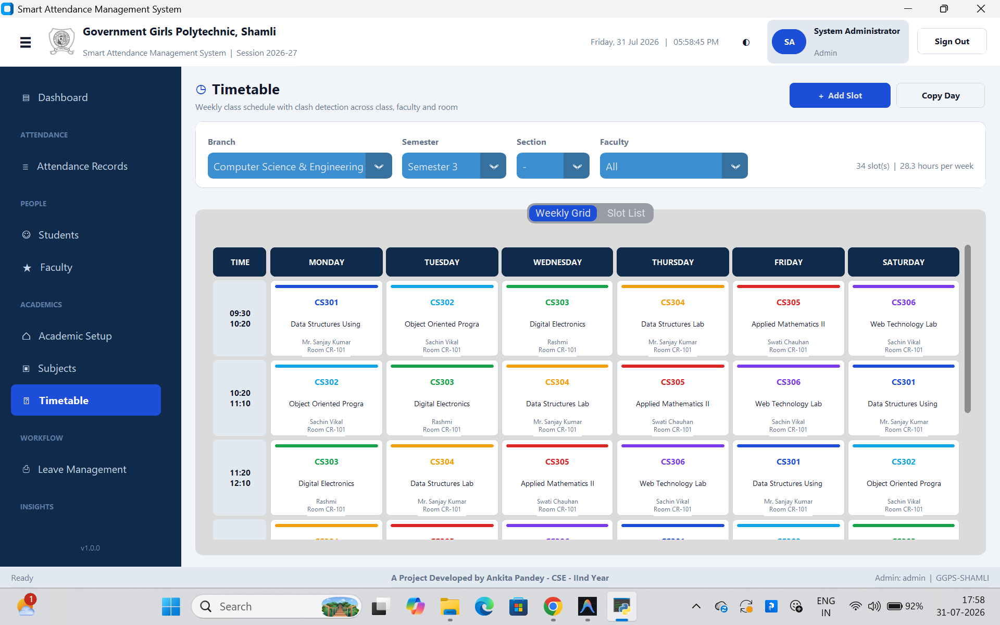 Smart Attendance Management System
Government Girls Polytechnic, Shamli
Smart Attendance Management System | Session 2026-27
Friday, 31 Jul 2026 | 05:58:45 PM
SA
System Administrator
Admin
Sign Out
Dashboard
ATTENDANCE
Attendance Records
PEOPLE
Students
Faculty
ACADEMICS
Academic Setup
Subjects
Timetable
WORKFLOW
Leave Management
INSIGHTS
v1.0.0
Timetable
Weekly class schedule with clash detection across class, faculty and room
+ Add Slot
Copy Day
Branch Semester Section Faculty
Computer Science & Engineering Semester 3 - All
34 slot(s) | 28.3 hours per week
Weekly Grid Slot List
TIME MONDAY TUESDAY WEDNESDAY THURSDAY FRIDAY SATURDAY
09:30
10:20
CS301 CS302 CS303 CS304 CS305 CS306
Data Structures Using Object Oriented Progra Digital Electronics Data Structures Lab Applied Mathematics II Web Technology Lab
Mr. Sanjay Kumar Sachin Vikal Rashmi Mr. Sanjay Kumar Swati Chauhan Sachin Vikal
Room CR-101 Room CR-101 Room CR-101 Room CR-101 Room CR-101 Room CR-101
10:20
11:10
CS302 CS303 CS304 CS305 CS306 CS301
Object Oriented Progra Digital Electronics Data Structures Lab Applied Mathematics II Web Technology Lab Data Structures Using
Sachin Vikal Rashmi Mr. Sanjay Kumar Swati Chauhan Sachin Vikal Mr. Sanjay Kumar
Room CR-101 Room CR-101 Room CR-101 Room CR-101 Room CR-101 Room CR-101
11:20
12:10
CS303 CS304 CS305 CS306 CS301 CS302
Digital Electronics Data Structures Lab Applied Mathematics II Web Technology Lab Data Structures Using Object Oriented Progra
Rashmi Mr. Sanjay Kumar Swati Chauhan Sachin Vikal Mr. Sanjay Kumar Sachin Vikal
Room CR-101 Room CR-101 Room CR-101 Room CR-101 Room CR-101 Room CR-101
Ready
A Project Developed by Ankita Pandey - CSE - IInd Year
Admin: admin | GGPS-SHAMLI
1
Search
ENG
IN
92%
17:58
31-07-2026